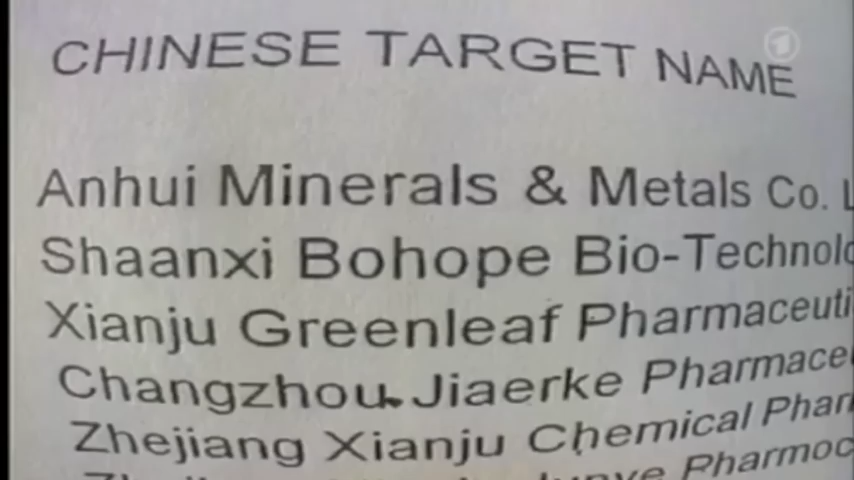 CHINESE TARGET NAME
Anhui Minerals & Metals Co.
Shaanxi Bohope Bio-Technolo
Xianju Greenleaf Pharmaceuti
Changzhou Jiaerke Pharmace
Zhejiang Xianju Chemical Phar
Pharmoc